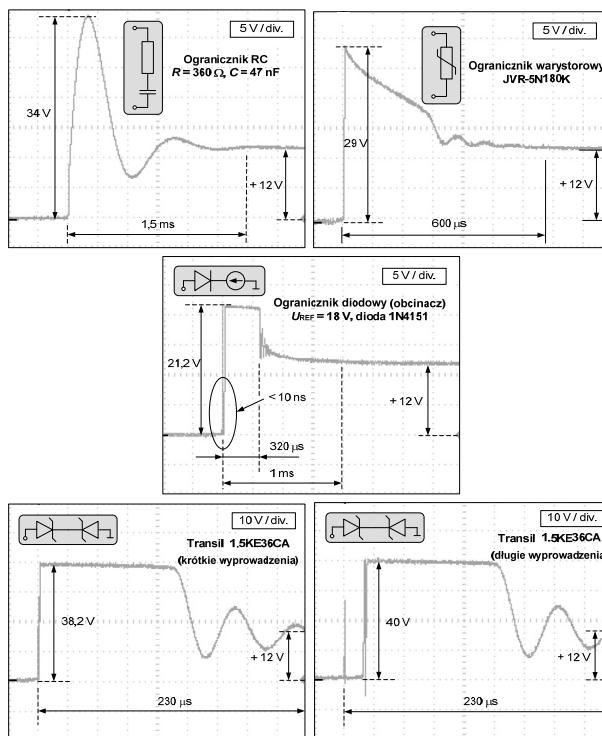 5 V / div.
Ogranicznik RC
R = 360 Ω, C = 47 nF
34 V
+ 12 V
1,5 ms
5 V / div.
Ogranicznik warystorowy
JVR-5N180K
29 V
+ 12 V
600 µs
5 V / div.
Ogranicznik diodowy (obcinacz)
UREF = 18 V, dioda 1N4151
21,2 V
< 10 ns
+ 12 V
320 µs
1 ms
10 V / div.
Transil 1.5KE36CA
(krótkie wyprowadzenia)
38,2 V
+ 12 V
230 µs
10 V / div.
Transil 1.5KE36CA
(długie wyprowadzenia)
40 V
+ 12 V
230 µs